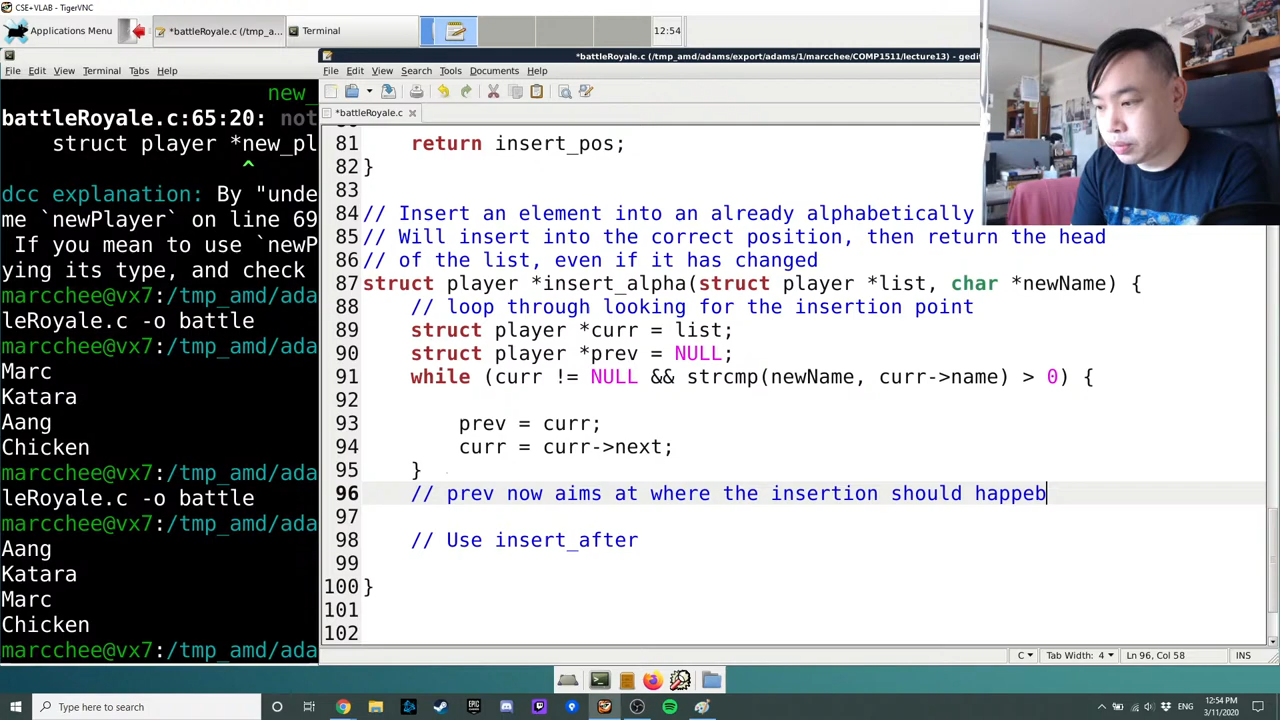 CSE+VLAB - TigerVNC
Applications Menu
*battleRoyale.c (/tmp_a...
Terminal
12:54
*battleRoyale.c (/tmp_amd/adams/export/adams/1/marcchee/COMP1511/lecture13) - gedi
File Edit View Terminal Tabs Help
File Edit View Search Tools Documents Help
*battleRoyale.c
new_
battleRoyale.c:65:20: not
struct player *new_pl
^
dcc explanation: By "unde
me `newPlayer` on line 69
If you mean to use `newP
ying its type, and check
marcchee@vx7:/tmp_amd/ada
leRoyale.c -o battle
marcchee@vx7:/tmp_amd/ada
Marc
Katara
Aang
Chicken
marcchee@vx7:/tmp_amd/ada
leRoyale.c -o battle
marcchee@vx7:/tmp_amd/ada
Aang
Katara
Marc
Chicken
marcchee@vx7:/tmp_amd/ada
81 return insert_pos;
82 }
83
84 // Insert an element into an already alphabetically
85 // Will insert into the correct position, then return the head
86 // of the list, even if it has changed
87 struct player *insert_alpha(struct player *list, char *newName) {
88 // loop through looking for the insertion point
89 struct player *curr = list;
90 struct player *prev = NULL;
91 while (curr != NULL && strcmp(newName, curr->name) > 0) {
92
93 prev = curr;
94 curr = curr->next;
95 }
96 // prev now aims at where the insertion should happeb
97
98 // Use insert_after
99
100 }
101
102
C Tab Width: 4 Ln 96, Col 58 INS
Type here to search
ENG
12:54 PM
3/11/2020